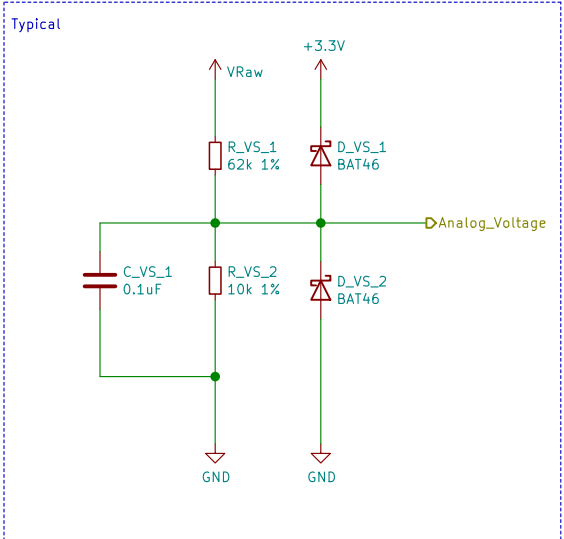 Typical
+3.3V
VRaw
R_VS_1
62k 1%
D_VS_1
BAT46
Analog_Voltage
C_VS_1
0.1uF
R_VS_2
10k 1%
D_VS_2
BAT46
GND
GND